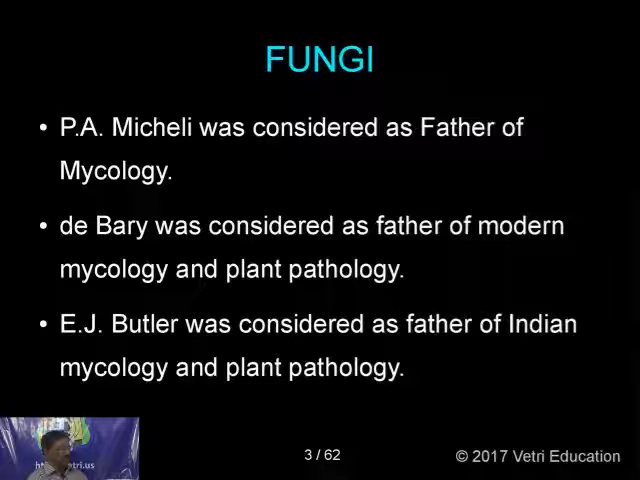 FUNGI
• P.A. Micheli was considered as Father of
Mycology.
• de Bary was considered as father of modern
mycology and plant pathology.
• E.J. Butler was considered as father of Indian
mycology and plant pathology.
3 / 62
© 2017 Vetri Education